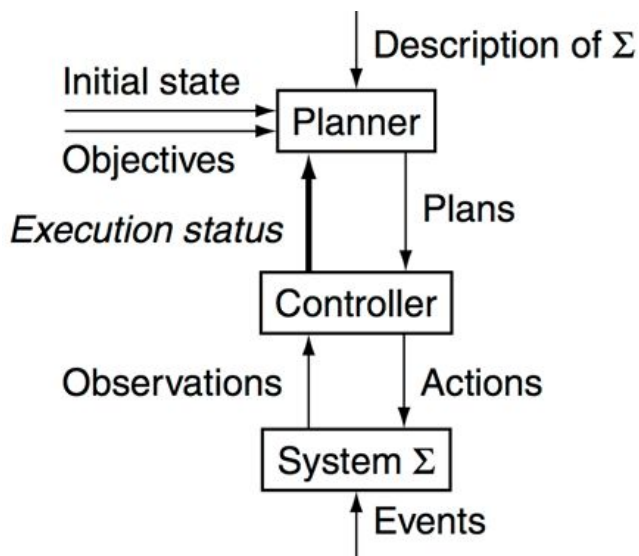 Description of Σ
Initial state
Planner
Objectives
Execution status
Plans
Controller
Observations
Actions
System Σ
Events